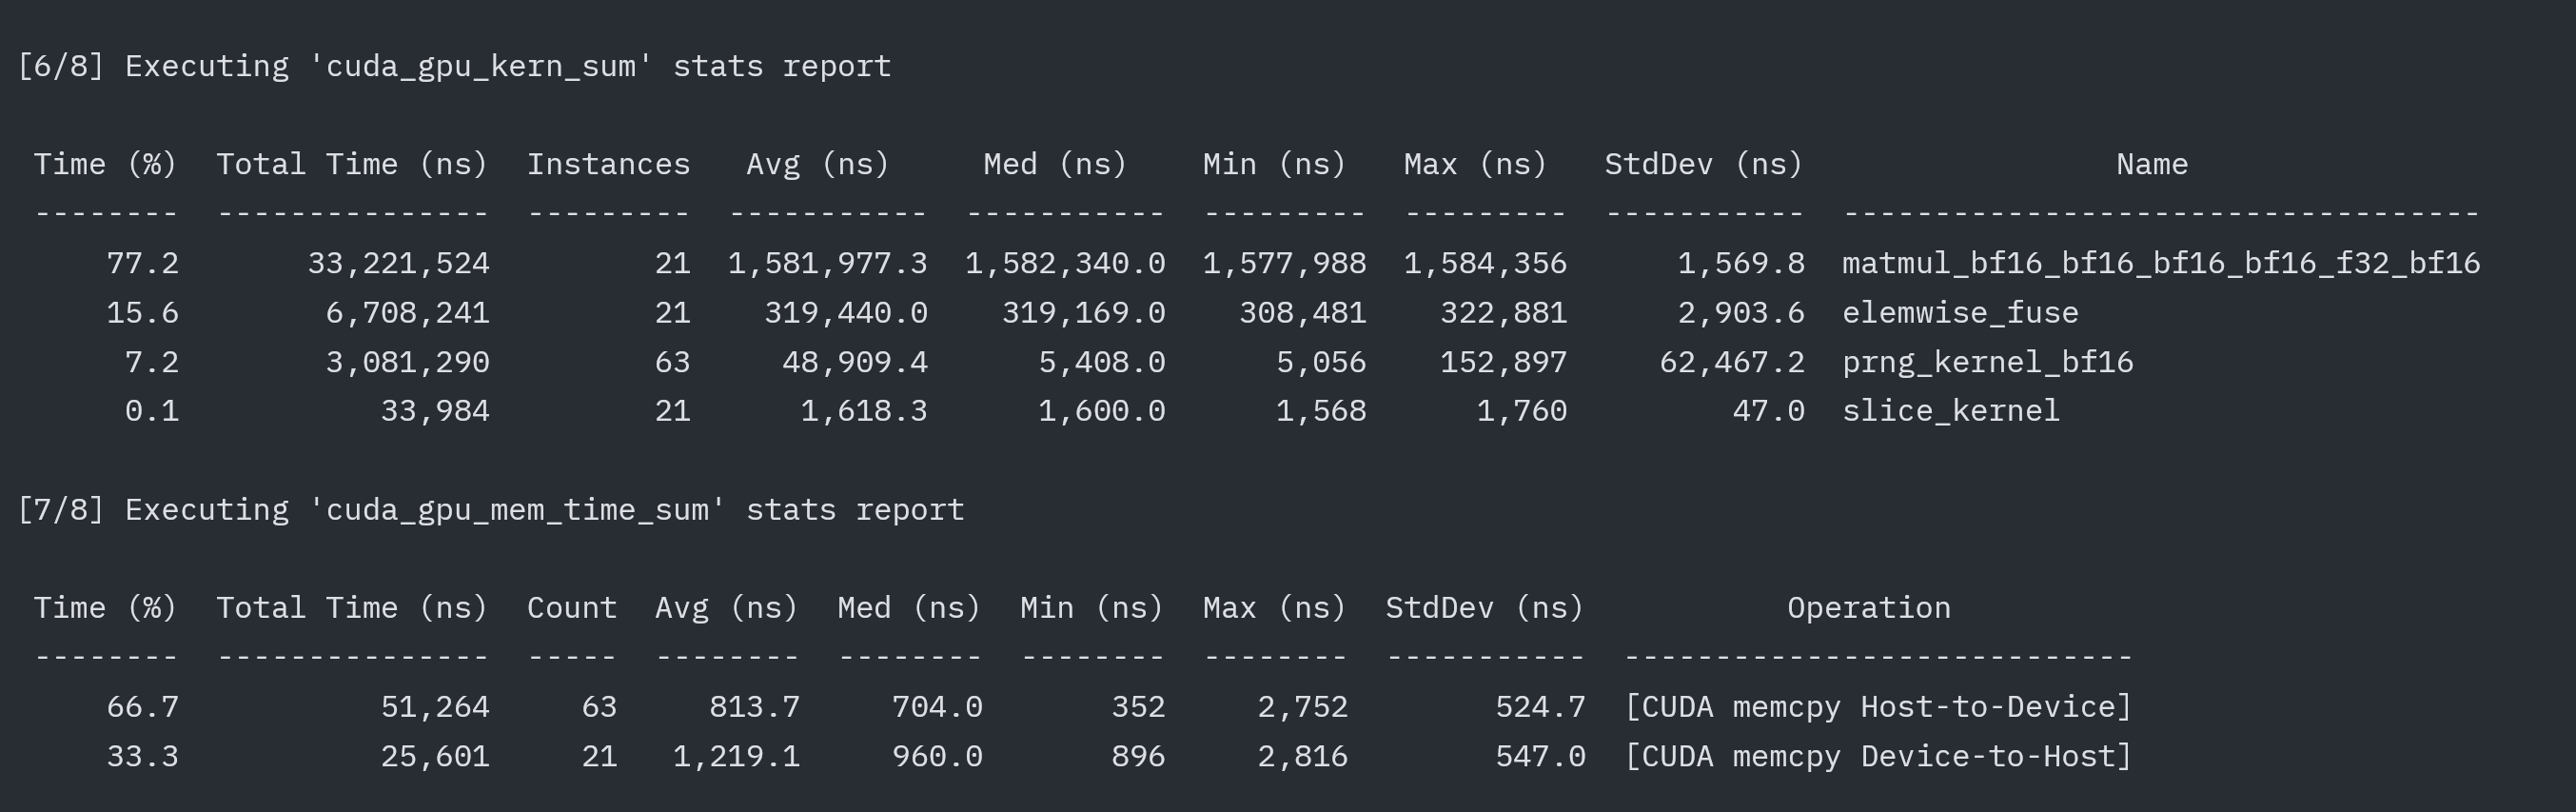 [6/8] Executing 'cuda_gpu_kern_sum' stats report
Time (%)  Total Time (ns)  Instances   Avg (ns)     Med (ns)    Min (ns)   Max (ns)   StdDev (ns)                 Name
--------  ---------------  ---------  -----------  -----------  ---------  ---------  -----------  -----------------------------------
77.2       33,221,524         21  1,581,977.3  1,582,340.0  1,577,988  1,584,356      1,569.8  matmul_bf16_bf16_bf16_bf16_f32_bf16
15.6        6,708,241         21    319,440.0    319,169.0    308,481    322,881      2,903.6  elemwise_fuse
7.2        3,081,290         63     48,909.4      5,408.0      5,056    152,897     62,467.2  prng_kernel_bf16
0.1           33,984         21      1,618.3      1,600.0      1,568      1,760         47.0  slice_kernel
[7/8] Executing 'cuda_gpu_mem_time_sum' stats report
Time (%)  Total Time (ns)  Count  Avg (ns)  Med (ns)  Min (ns)  Max (ns)  StdDev (ns)           Operation
--------  ---------------  -----  --------  --------  --------  --------  -----------  ----------------------------
66.7           51,264     63     813.7     704.0       352     2,752        524.7  [CUDA memcpy Host-to-Device]
33.3           25,601     21   1,219.1     960.0       896     2,816        547.0  [CUDA memcpy Device-to-Host]